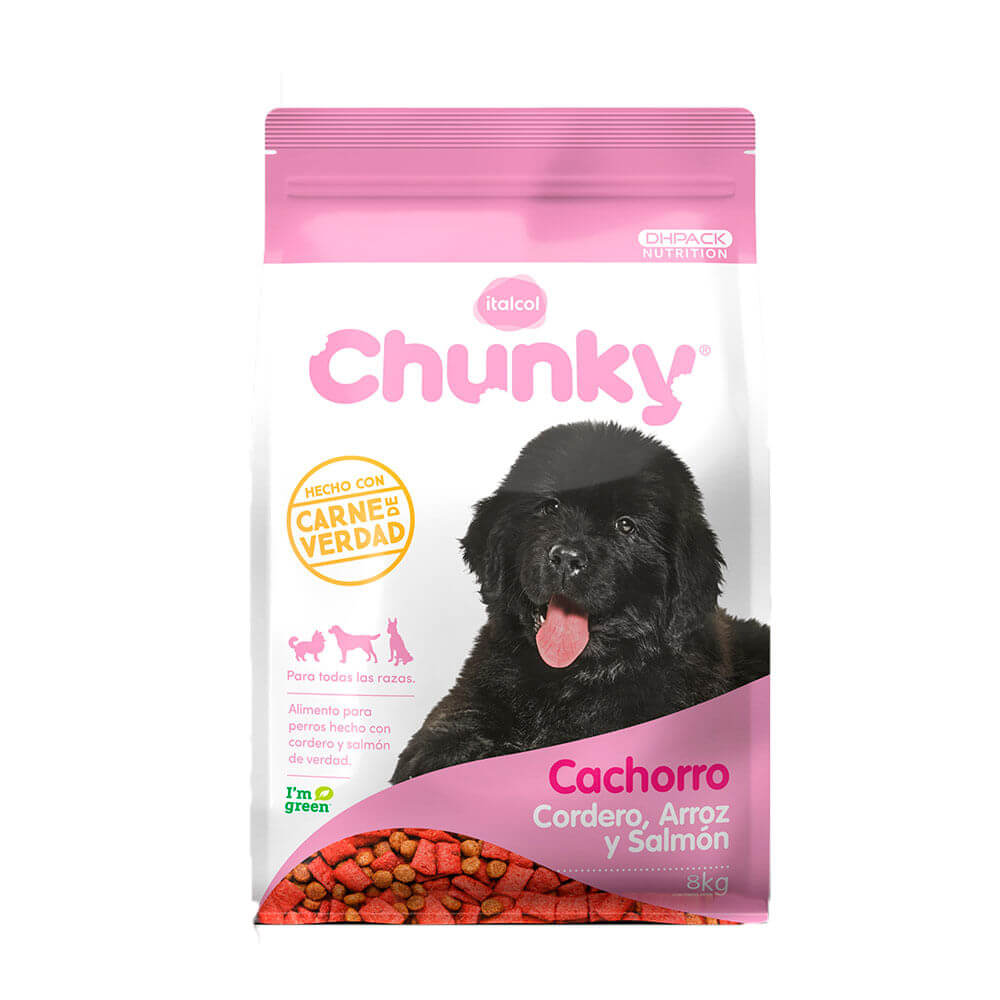 DHPACK
NUTRITION
italcol
Chunky®
HECHO CON
CARNE DE
VERDAD
Para todas las razas.
Alimento para
perros hecho con
cordero y salmón
de verdad.
I'm
green
Cachorro
Cordero, Arroz
y Salmón
8kg